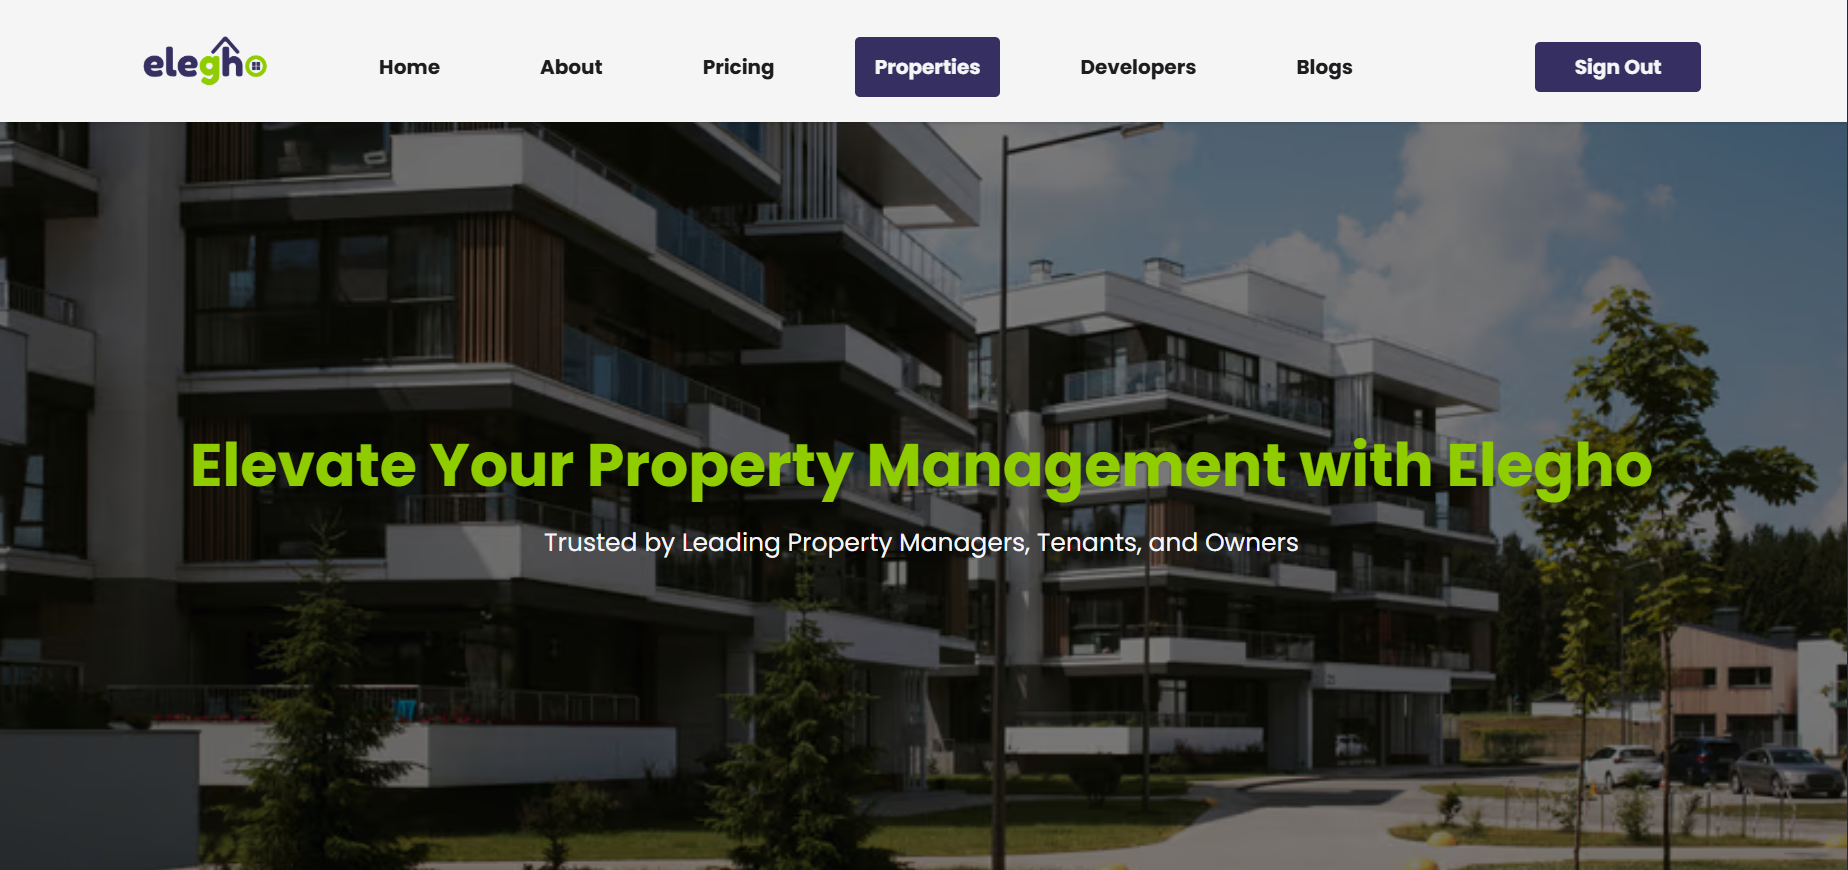 elegho
Home About Pricing Properties Developers Blogs Sign Out
Elevate Your Property Management with Elegho
Trusted by Leading Property Managers, Tenants, and Owners